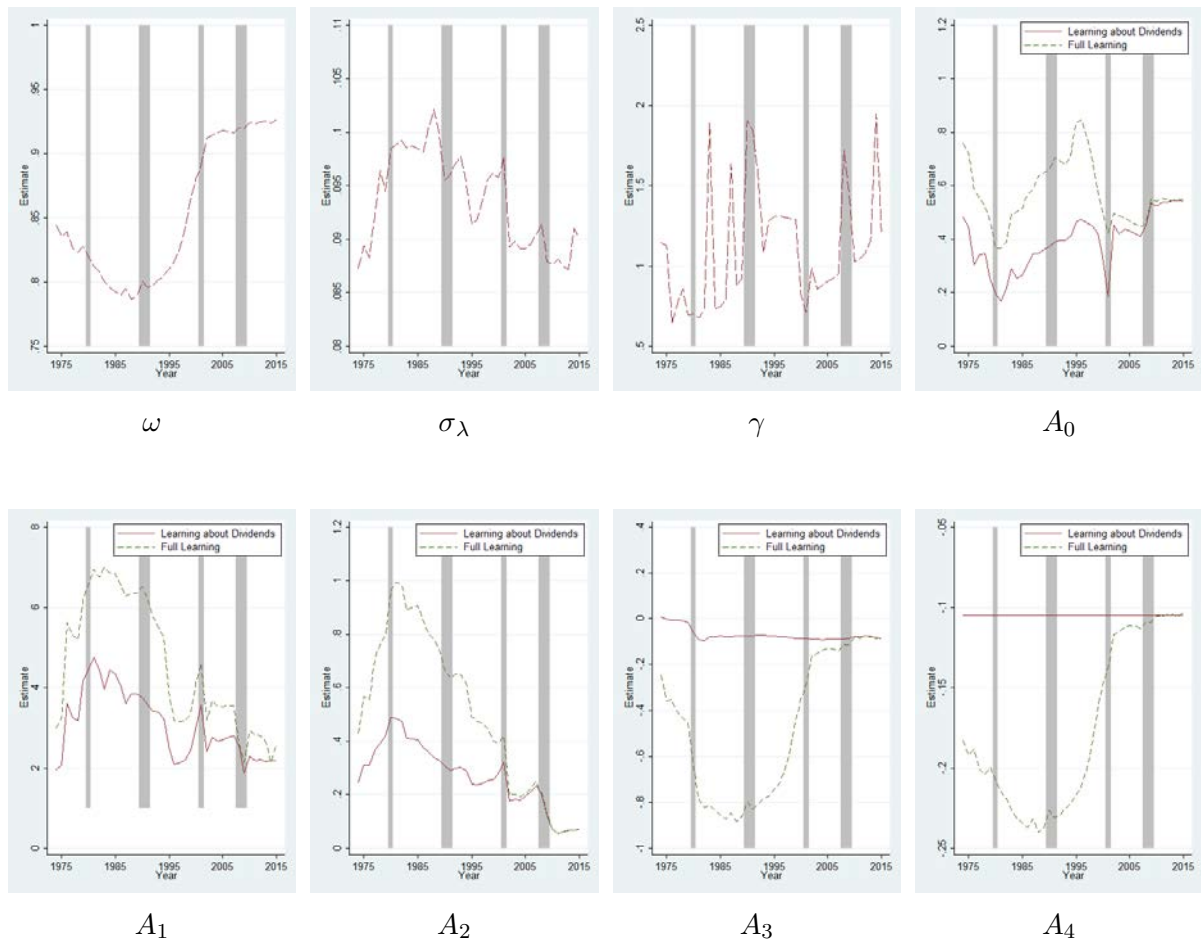 Estimate
.75 .8 .85 .9 .95 1
1975 1985 1995 2005 2015
Year
ω
Estimate
.08 .085 .09 .095 .1 .105 .11
1975 1985 1995 2005 2015
Year
σλ
Estimate
.5 1 1.5 2 2.5
1975 1985 1995 2005 2015
Year
γ
Learning about Dividends
Full Learning
Estimate
0 .2 .4 .6 .8 1 1.2
1975 1985 1995 2005 2015
Year
A0
Learning about Dividends
Full Learning
Estimate
0 .2 .4 .6 .8
1975 1985 1995 2005 2015
Year
A1
Learning about Dividends
Full Learning
Estimate
0 .2 .4 .6 .8 1 1.2
1975 1985 1995 2005 2015
Year
A2
Learning about Dividends
Full Learning
Estimate
-1 -.8 -.6 -.4 -.2 0 .2 .4
1975 1985 1995 2005 2015
Year
A3
Learning about Dividends
Full Learning
Estimate
-.25 -.2 -.15 -.1 -.05
1975 1985 1995 2005 2015
Year
A4